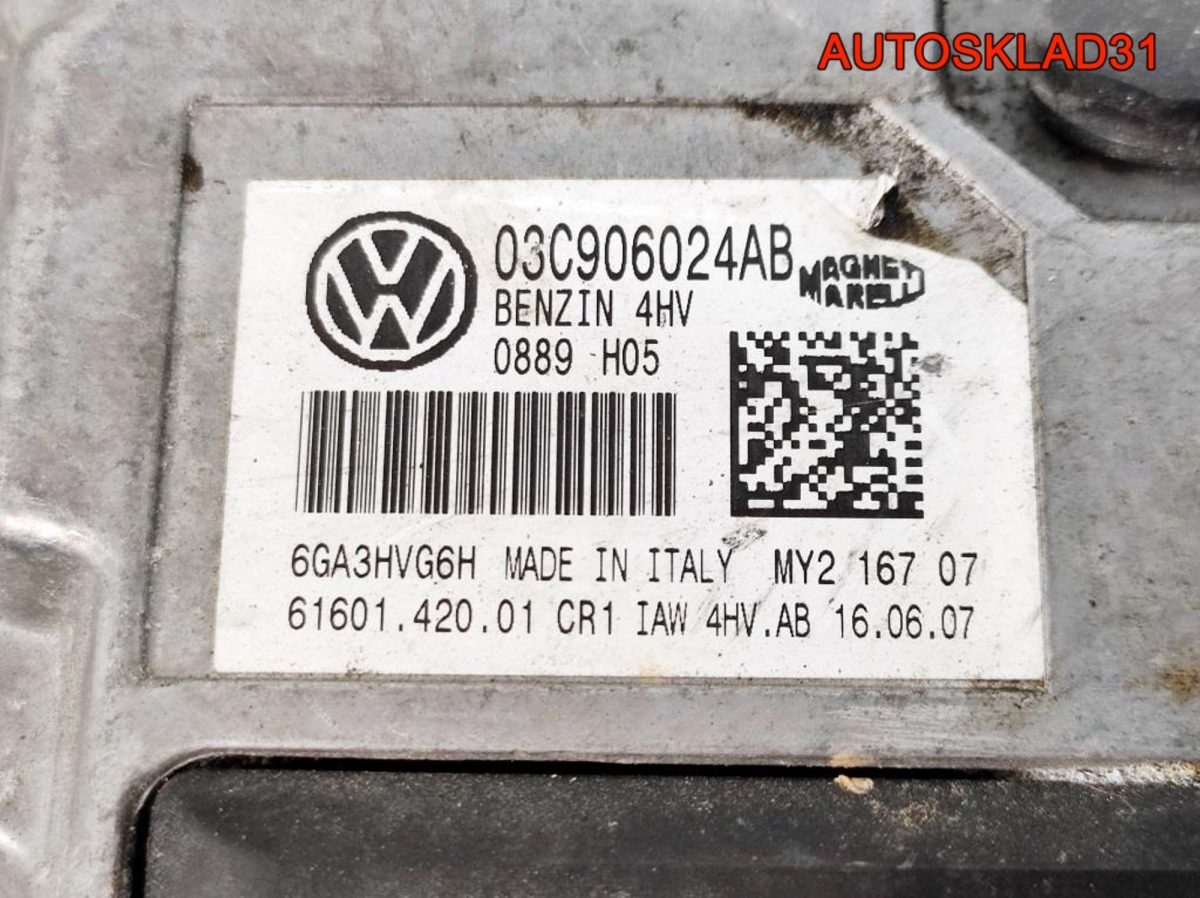 AUTOSKLAD31
03C906024AB
BENZIN 4HV
0889 H05
MAGNETI
MARELLI
6GA3HVG6H MADE IN ITALY MY2 167 07
61601.420.01 CR1 IAW 4HV.AB 16.06.07